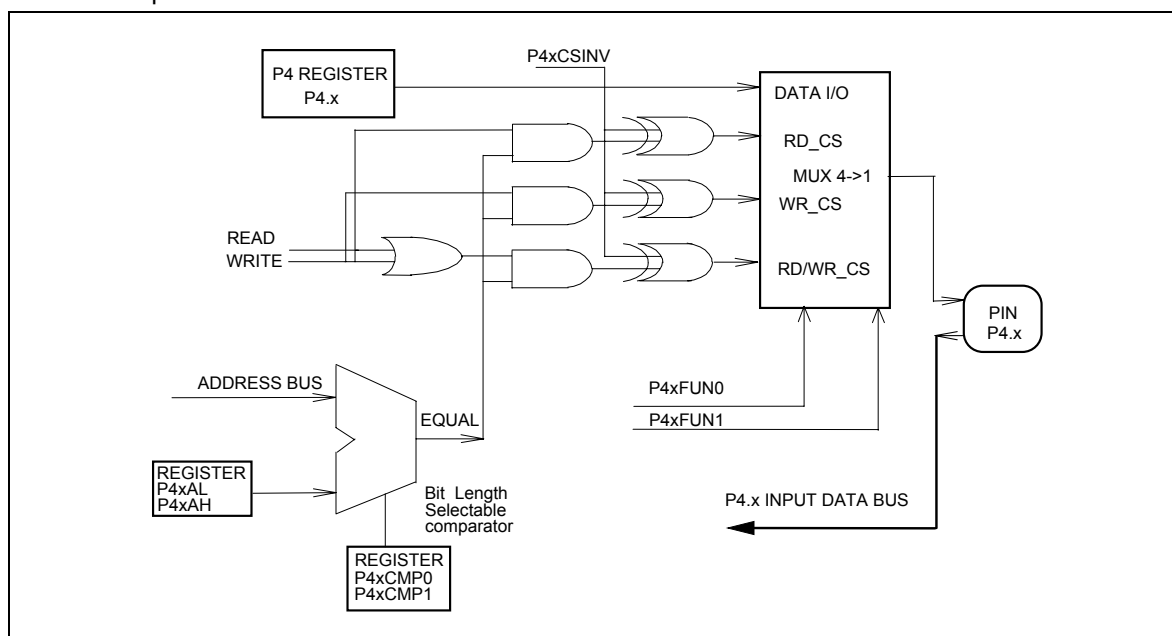 P4xCSINV
P4 REGISTER
P4.x
DATA I/O
RD_CS
MUX 4->1
WR_CS
READ
WRITE
RD/WR_CS
PIN
P4.x
ADDRESS BUS
P4xFUN0
P4xFUN1
EQUAL
REGISTER
P4xAL
P4xAH
Bit Length
Selectable
comparator
P4.x INPUT DATA BUS
REGISTER
P4xCMP0
P4xCMP1